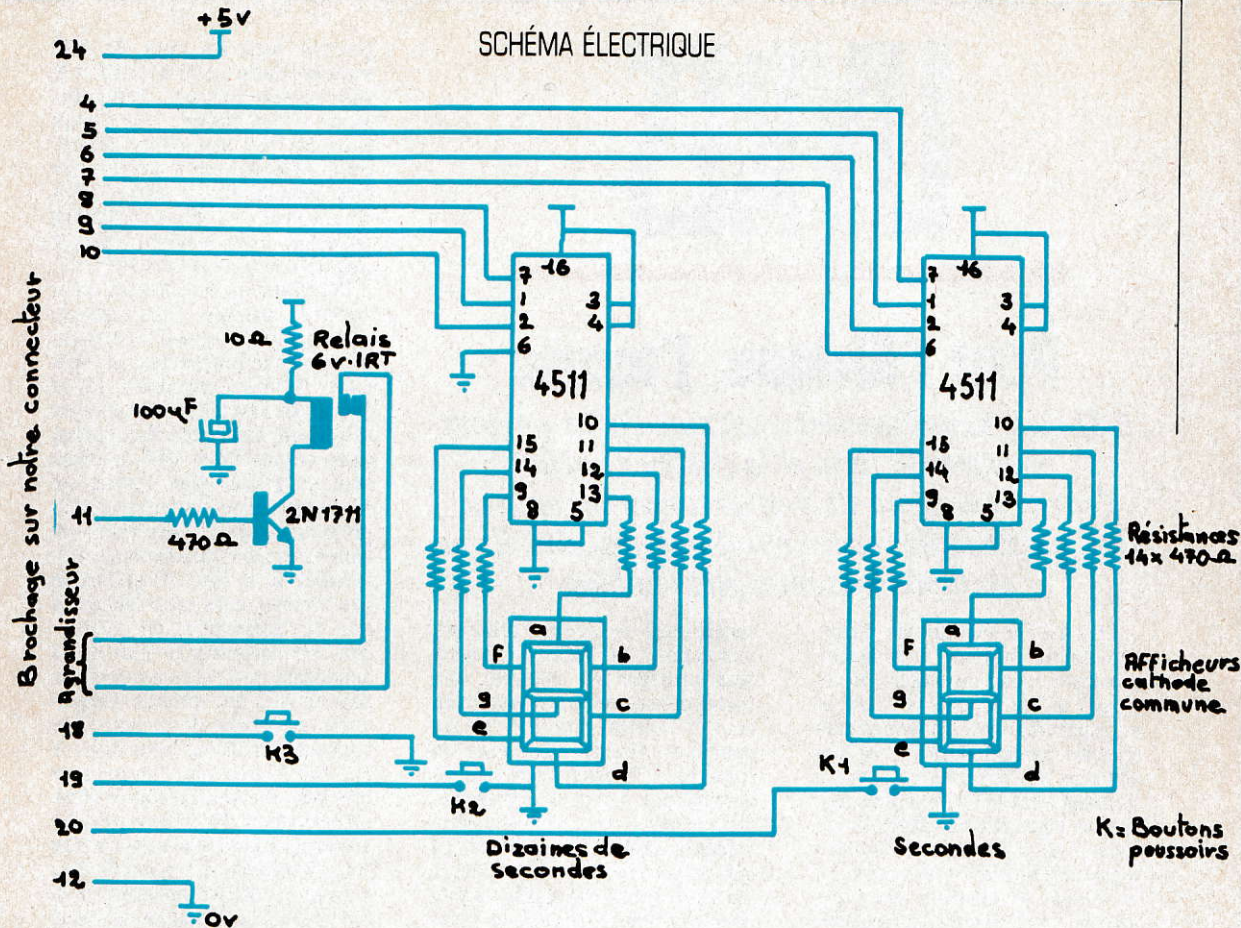 SCHÉMA ÉLECTRIQUE
+5v
24
4
5
6
7
8
9
10
Brochage sur notre connecteur
16
7
1
2
6
3
4
4511
15
14
9
8
5
10
11
12
13
16
7
1
2
6
3
4
4511
15
14
9
8
5
10
11
12
13
10Ω
Relais
6v.1RT
100µF
11
470Ω
2N1711
Résistances
14x 470Ω
Agrandisseur
a
f
b
g
c
e
d
a
f
b
g
c
e
d
Afficheurs
cathode
commune
18
K3
19
K2
K1
20
Dizaines de
Secondes
Secondes
K= Boutons
poussoirs
12
0v